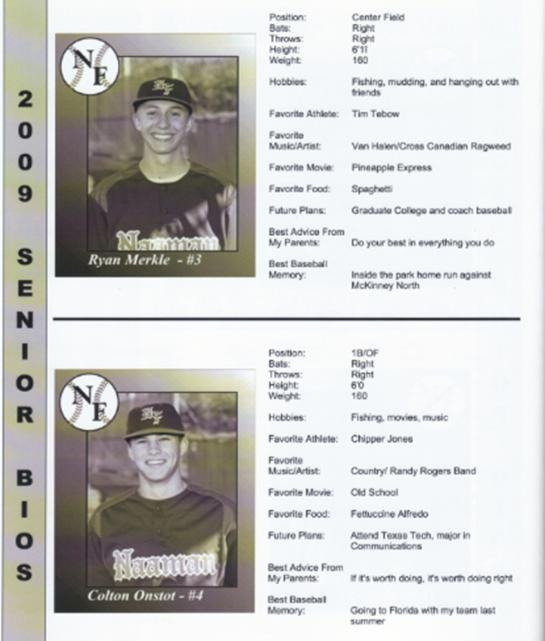 2009 SENIOR BIOS
NF
Naaman
Ryan Merkle - #3
Position: Center Field
Bats: Right
Throws: Right
Height: 6'11
Weight: 160
Hobbies: Fishing, mudding, and hanging out with
friends
Favorite Athlete: Tim Tebow
Favorite
Music/Artist: Van Halen/Cross Canadian Ragweed
Favorite Movie: Pineapple Express
Favorite Food: Spaghetti
Future Plans: Graduate College and coach baseball
Best Advice From
My Parents: Do your best in everything you do
Best Baseball
Memory: Inside the park home run against
McKinney North
NF
Naaman
Colton Onstot - #4
Position: 1B/OF
Bats: Right
Throws: Right
Height: 6'0
Weight: 160
Hobbies: Fishing, movies, music
Favorite Athlete: Chipper Jones
Favorite
Music/Artist: Country/ Randy Rogers Band
Favorite Movie: Old School
Favorite Food: Fettuccine Alfredo
Future Plans: Attend Texas Tech, major in
Communications
Best Advice From
My Parents: If it's worth doing, it's worth doing right
Best Baseball
Memory: Going to Florida with my team last
summer